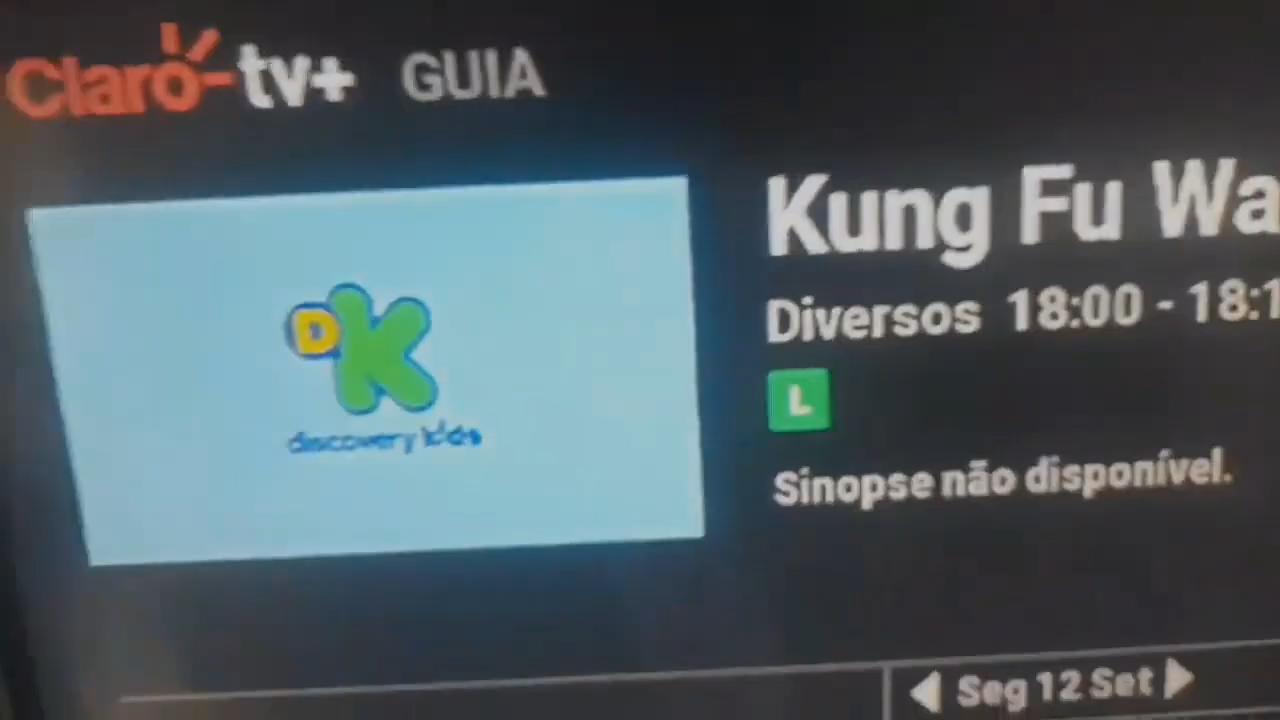 Claro tv+ GUIA
Kung Fu Wa
Diversos 18:00 - 18:1
L
Sinopse não disponível.
DK
discovery kids
Seg 12 Set